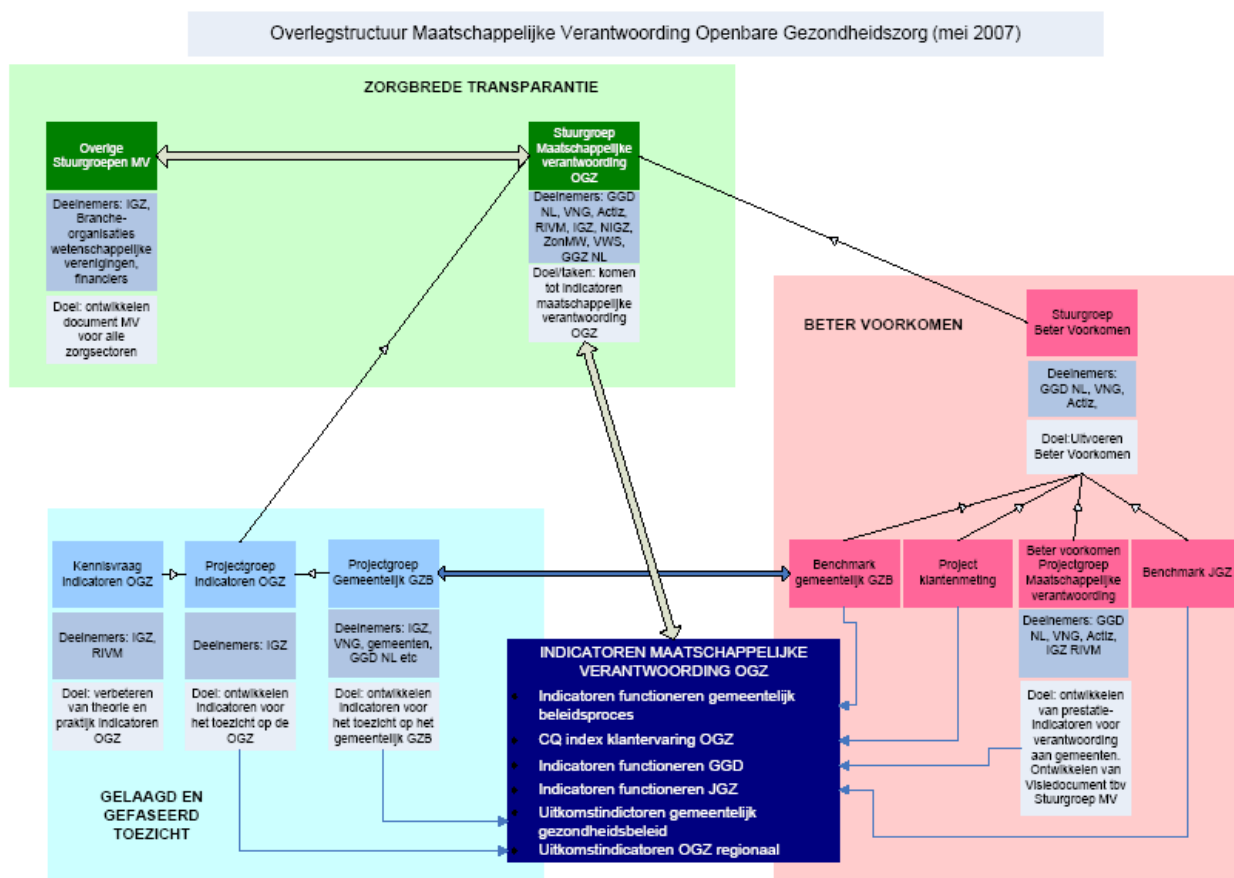 Overlegstructuur Maatschappelijke Verantwoording Openbare Gezondheidszorg (mei 2007)
ZORGBREDE TRANSPARANTIE
Overige
Stuurgroepen MV
Deelnemers: IGZ,
Branche-
organisaties
wetenschappelijke
verenigingen,
financiers
Doel: ontwikkelen
document MV
voor alle
zorgsectoren
Stuurgroep
Maatschappelijke
verantwoording
OGZ
Deelnemers: GGD
NL, VNG, Actiz,
RIVM, IGZ, NIGZ,
ZonMW, VWS,
GGZ NL
Doel/taken: komen
tot indicatoren
maatschappelijke
verantwoording
OGZ
BETER VOORKOMEN
Stuurgroep
Beter Voorkomen
Deelnemers:
GGD NL, VNG,
Actiz,
Doel:Uitvoeren
Beter Voorkomen
Benchmark
gemeentelijk GZB
Project
klantenmeting
Beter voorkomen
Projectgroep
Maatschappelijke
verantwoording
Deelnemers: GGD
NL, VNG, Actiz,
IGZ RIVM
Doel: ontwikkelen
van prestatie-
indicatoren voor
verantwoording
aan gemeenten.
Ontwikkelen van
Visiedocument tbv
Stuurgroep MV
Benchmark JGZ
Kennisvraag
Indicatoren OGZ
Deelnemers: IGZ,
RIVM
Doel: verbeteren
van theorie en
praktijk indicatoren
OGZ
Projectgroep
Indicatoren OGZ
Deelnemers: IGZ
Doel: ontwikkelen
indicatoren voor
het toezicht op de
OGZ
Projectgroep
Gemeentelijk GZB
Deelnemers: IGZ,
VNG, gemeenten,
GGD NL etc
Doel: ontwikkelen
indicatoren voor
het toezicht op het
gemeentelijk GZB
GELAAGD EN
GEFASEERD
TOEZICHT
INDICATOREN MAATSCHAPPELIJKE
VERANTWOORDING OGZ
• Indicatoren functioneren gemeentelijk
beleidsproces
• CQ index klantervaring OGZ
• Indicatoren functioneren GGD
• Indicatoren functioneren JGZ
• Uitkomstindictoren gemeentelijk
gezondheidsbeleid
• Uitkomstindicatoren OGZ regionaal